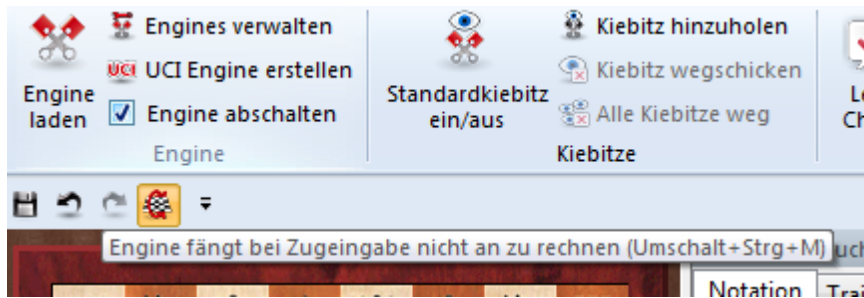 Engine laden
Engines verwalten
UCI UCI Engine erstellen
Engine abschalten
Engine
Standardkiebitz
ein/aus
Kiebitz hinzuholen
Kiebitz wegschicken
Alle Kiebitze weg
Kiebitze
Engine fängt bei Zugeingabe nicht an zu rechnen (Umschalt+Strg+M)
Notation